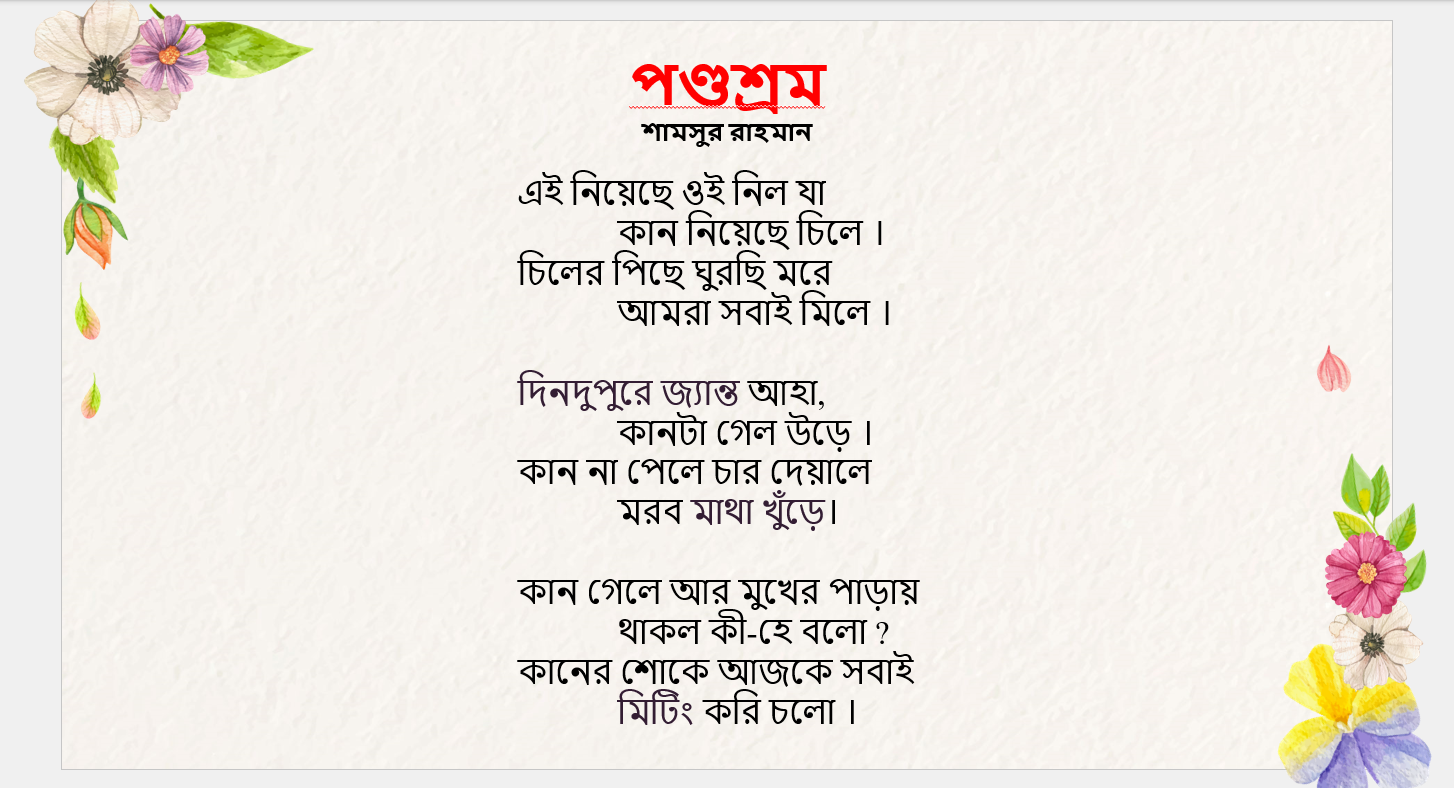 পণ্ডশ্রম
শামসুর রাহমান
এই নিয়েছে ওই নিল যা
কান নিয়েছে চিলে ।
চিলের পিছে ঘুরছি মরে
আমরা সবাই মিলে ।
দিনদুপুরে জ্যান্ত আহা,
কানটা গেল উড়ে ।
কান না পেলে চার দেয়ালে
মরব মাথা খুঁড়ে।
কান গেলে আর মুখের পাড়ায়
থাকল কী-হে বলো ?
কানের শোকে আজকে সবাই
মিটিং করি চলো ।